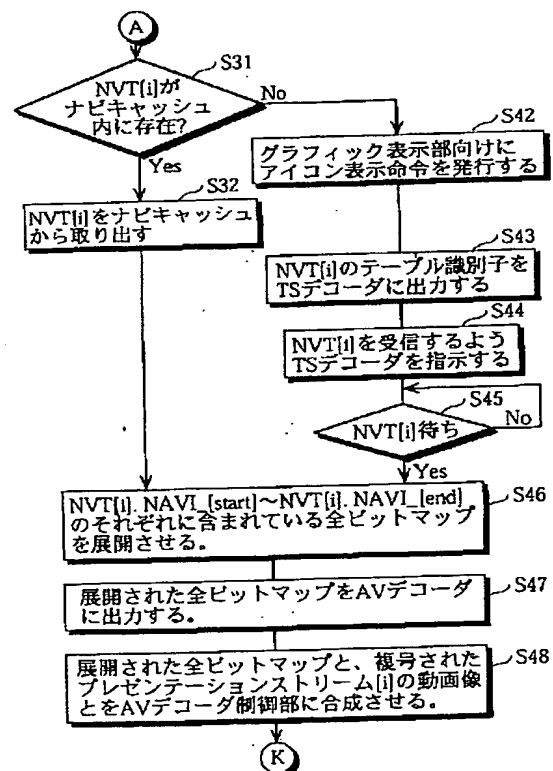 A
S31
NVT[i]が
ナビキャッシュ
内に存在?
No
Yes
S32
NVT[i]をナビキャッシュ
から取り出す
S42
グラフィック表示部向けに
アイコン表示命令を発行する
S43
NVT[i]のテーブル識別子を
TSデコーダに出力する
S44
NVT[i]を受信するよう
TSデコーダを指示する
S45
NVT[i]待ち
No
Yes
S46
NVT[i]. NAVI_[start]~NVT[i]. NAVI_[end]
のそれぞれに含まれている全ビットマップ
を展開させる。
S47
展開された全ビットマップをAVデコーダ
に出力する。
S48
展開された全ビットマップと、複号された
プレゼンテーションストリーム[i]の動画像
とをAVデコーダ制御部に合成させる。
K